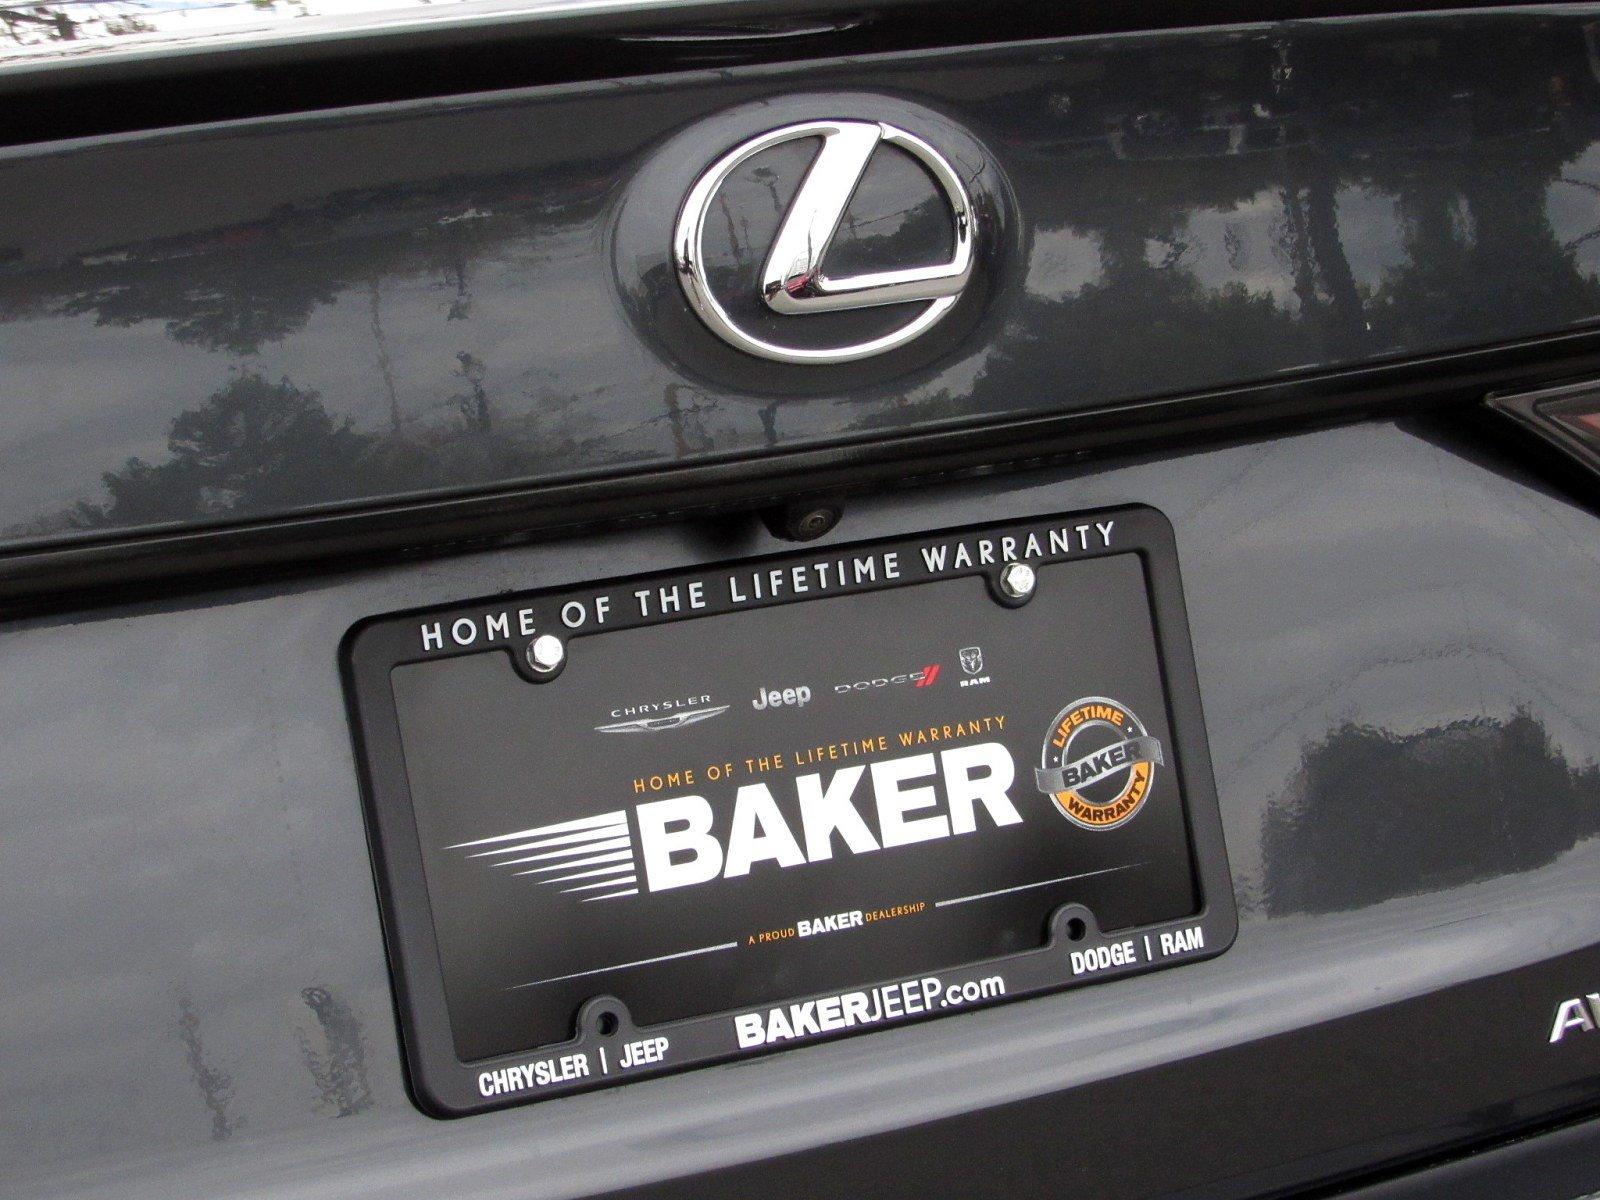 HOME OF THE LIFETIME WARRANTY
CHRYSLER Jeep DODGE RAM
HOME OF THE LIFETIME WARRANTY
BAKER
LIFETIME
BAKER
WARRANTY
A PROUD BAKER DEALERSHIP
CHRYSLER | JEEP BAKERJEEP.com DODGE | RAM